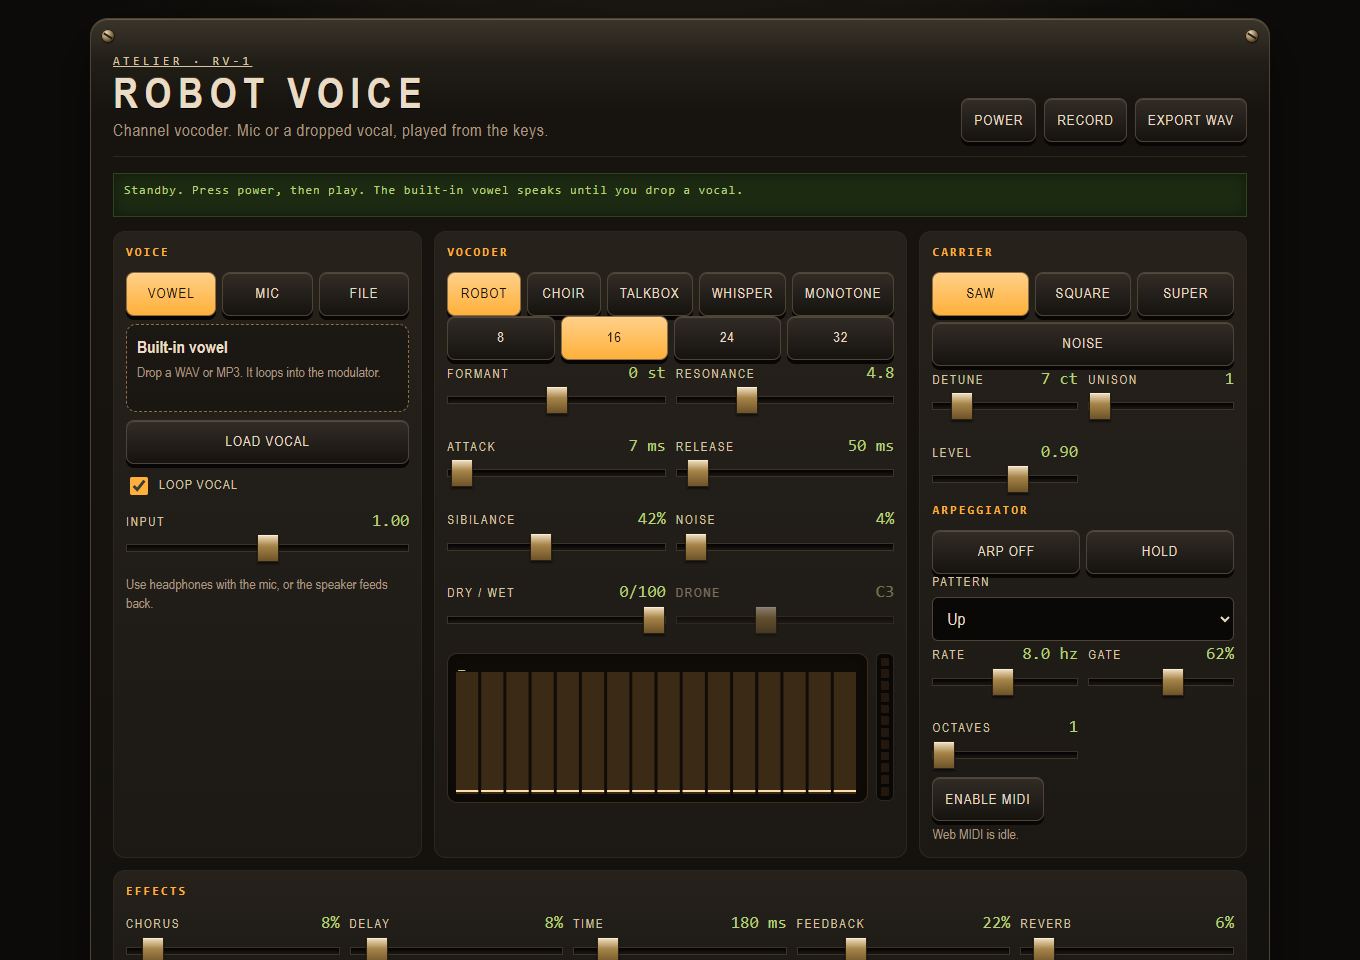 ATELIER · RV-1
ROBOT VOICE
Channel vocoder. Mic or a dropped vocal, played from the keys.
POWER RECORD EXPORT WAV
Standby. Press power, then play. The built-in vowel speaks until you drop a vocal.
VOICE
VOWEL MIC FILE
Built-in vowel
Drop a WAV or MP3. It loops into the modulator.
LOAD VOCAL
LOOP VOCAL
INPUT 1.00
Use headphones with the mic, or the speaker feeds
back.
VOCODER
ROBOT CHOIR TALKBOX WHISPER MONOTONE
8 16 24 32
FORMANT 0 st RESONANCE 4.8
ATTACK 7 ms RELEASE 50 ms
SIBILANCE 42% NOISE 4%
DRY / WET 0/100 DRONE C3
CARRIER
SAW SQUARE SUPER
NOISE
DETUNE 7 ct UNISON 1
LEVEL 0.90
ARPEGGIATOR
ARP OFF HOLD
PATTERN
Up
RATE 8.0 hz GATE 62%
OCTAVES 1
ENABLE MIDI
Web MIDI is idle.
EFFECTS
CHORUS 8% DELAY 8% TIME 180 ms FEEDBACK 22% REVERB 6%